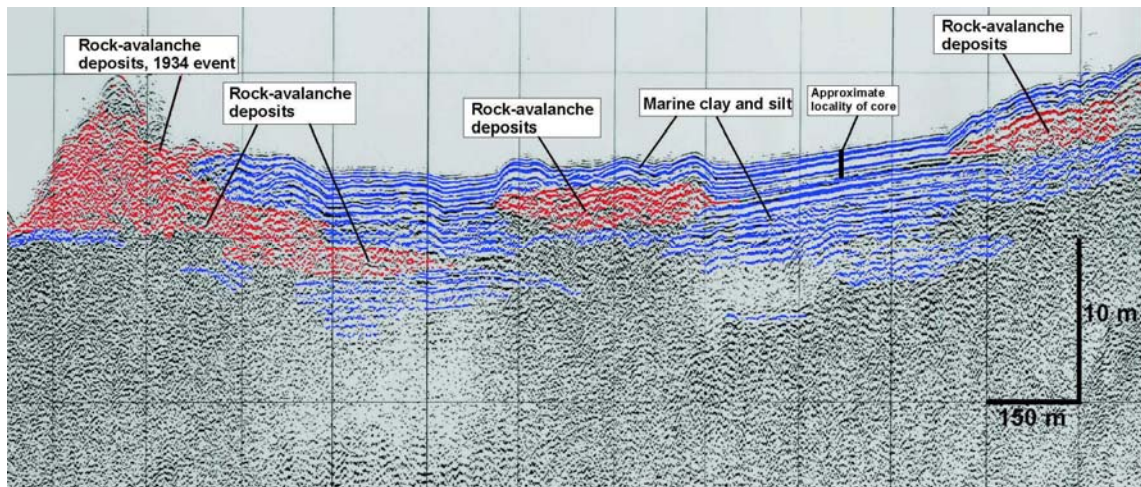 Rock-avalanche
deposits, 1934 event
Rock-avalanche
deposits
Rock-avalanche
deposits
Marine clay and silt
Approximate
locality of core
Rock-avalanche
deposits
10 m
150 m